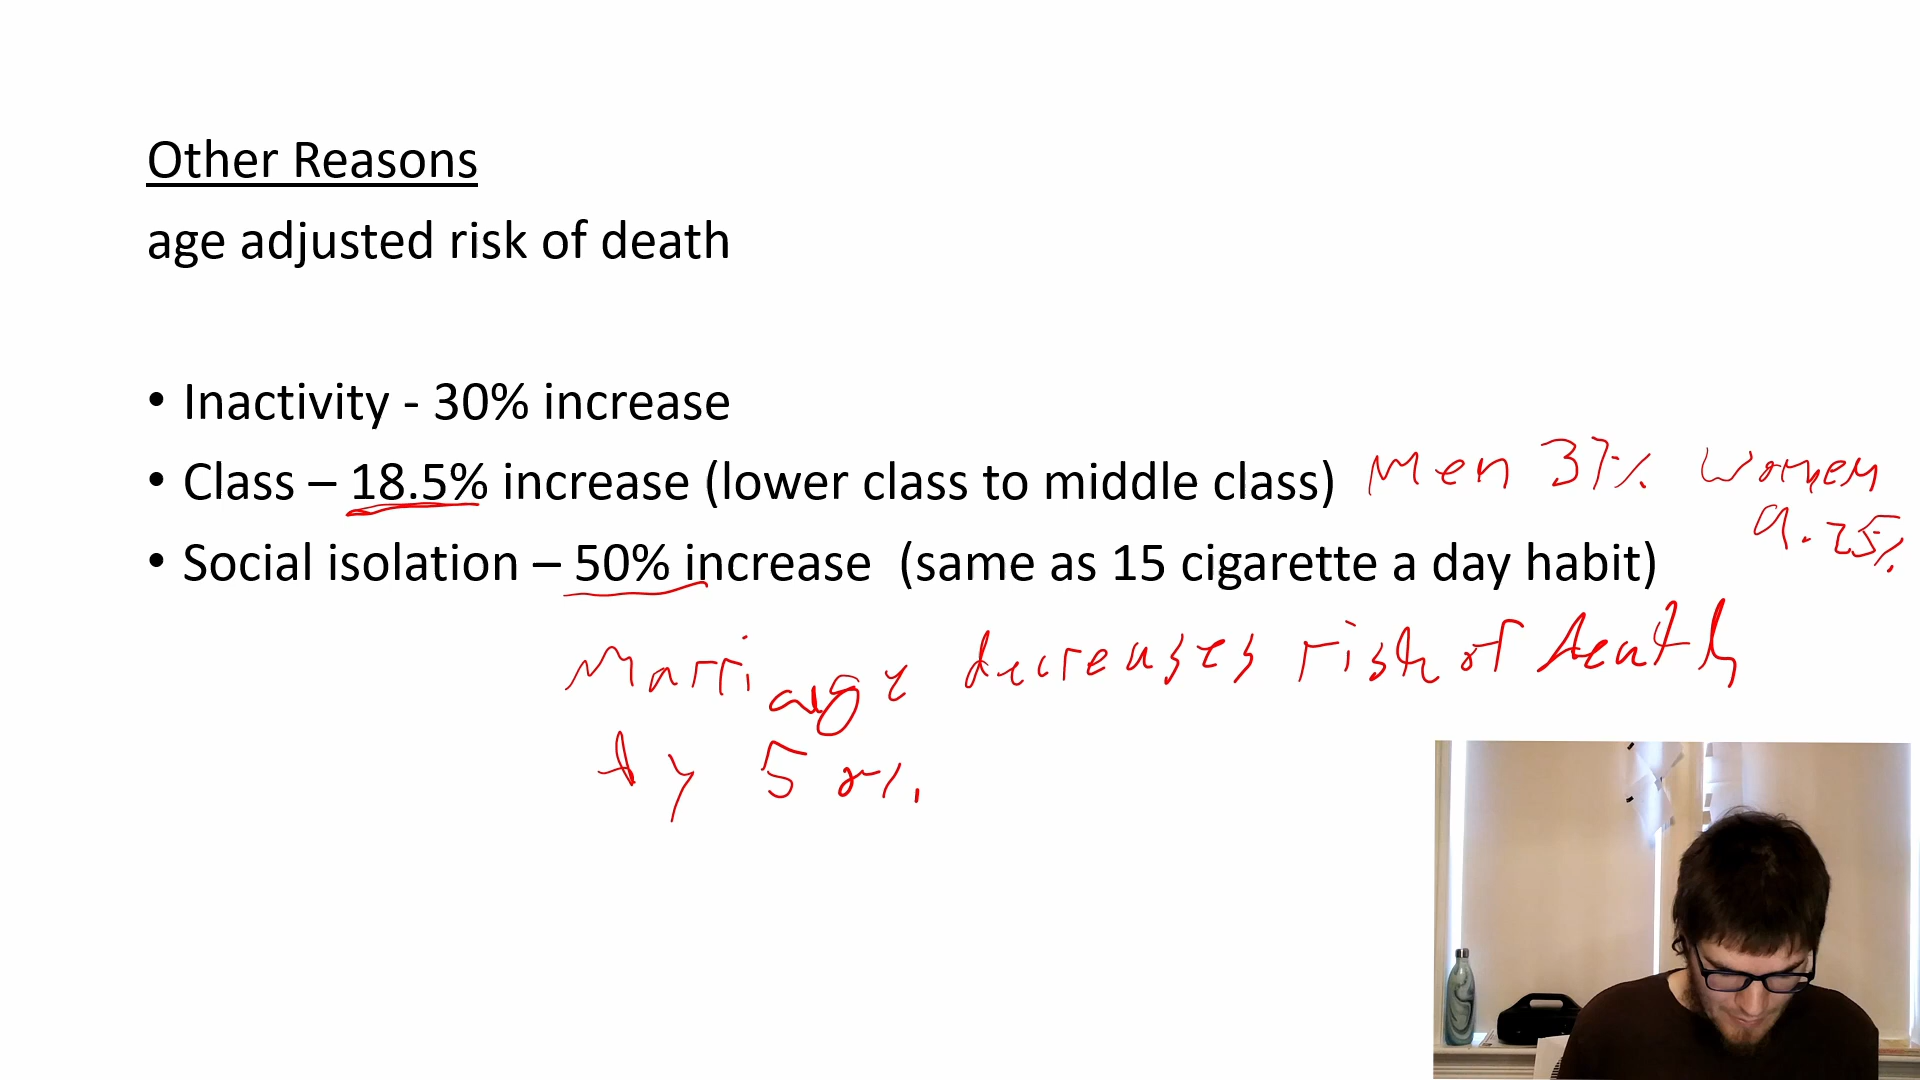 Other Reasons
age adjusted risk of death
• Inactivity - 30% increase
• Class – 18.5% increase (lower class to middle class) Men 37% women
9.25%
• Social isolation – 50% increase (same as 15 cigarette a day habit)
Marriage decreases risk of death
by 50%